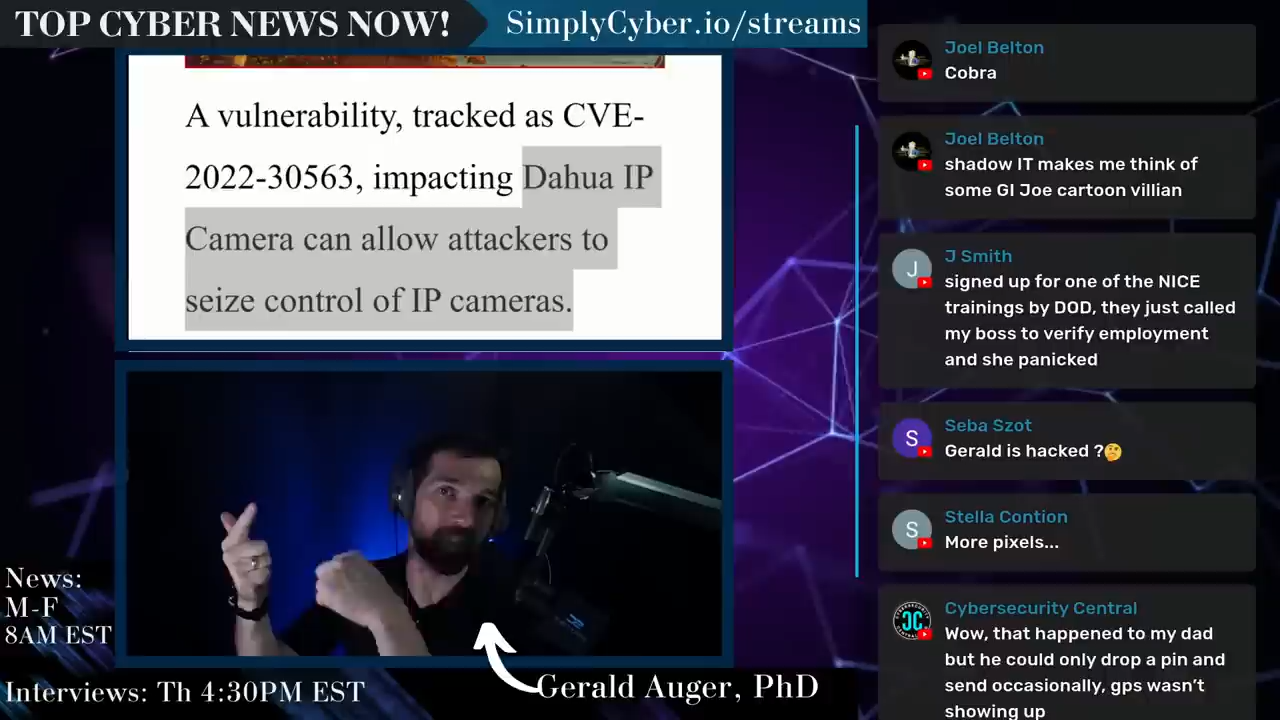 TOP CYBER NEWS NOW!
SimplyCyber.io/streams
A vulnerability, tracked as CVE-
2022-30563, impacting Dahua IP
Camera can allow attackers to
seize control of IP cameras.
News:
M-F
8AM EST
Interviews: Th 4:30PM EST
Gerald Auger, PhD
Joel Belton
Cobra
Joel Belton
shadow IT makes me think of
some GI Joe cartoon villian
J
J Smith
signed up for one of the NICE
trainings by DOD, they just called
my boss to verify employment
and she panicked
S
Seba Szot
Gerald is hacked ?🤔
S
Stella Contion
More pixels...
Cybersecurity Central
Wow, that happened to my dad
but he could only drop a pin and
send occasionally, gps wasn't
showing up